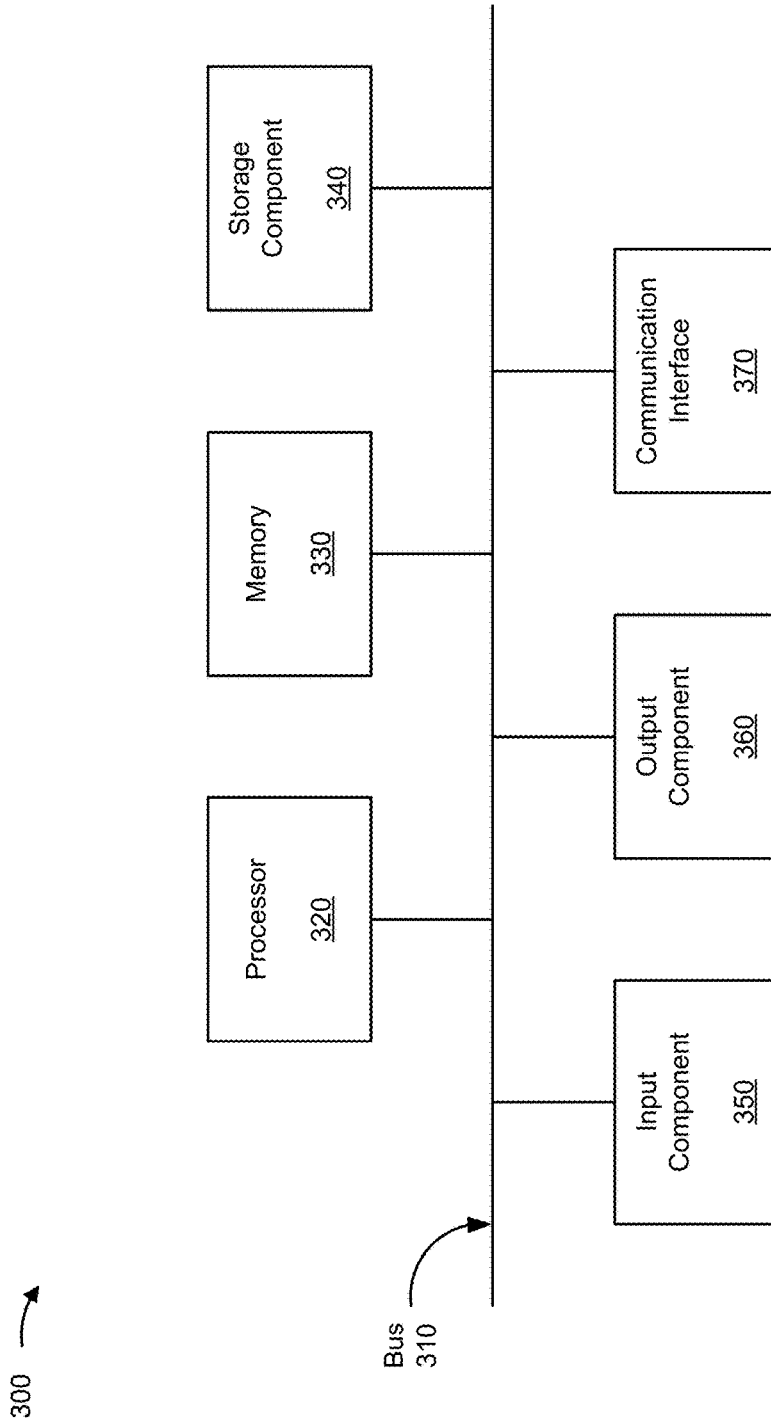 300
Processor
320
Memory
330
Storage
Component
340
Bus
310
Input
Component
350
Output
Component
360
Communication
Interface
370